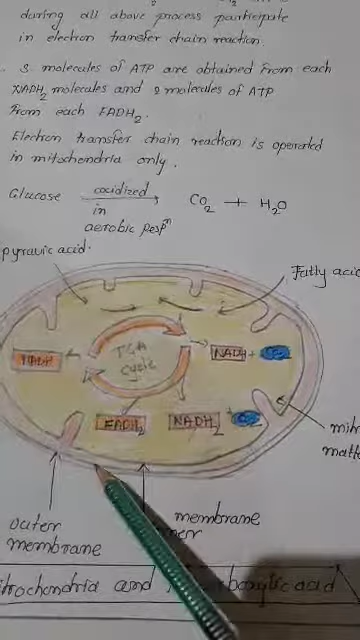 during all above process participate
in electron transfer chain reaction.
3 molecules of ATP are obtained from each
NADH2 molecules and 2 molecules of ATP
from each FADH2.
Electron transfer chain reaction is operated
in mitochondria only.
Glucose oxidized in aerobic respⁿ → CO2 + H2O
pyruvic acid.
Fatty acid
TCA
cycle
NADH +
FADH2
NADH2 +
outer
membrane
membrane
mitochondria and
carboxylic acid